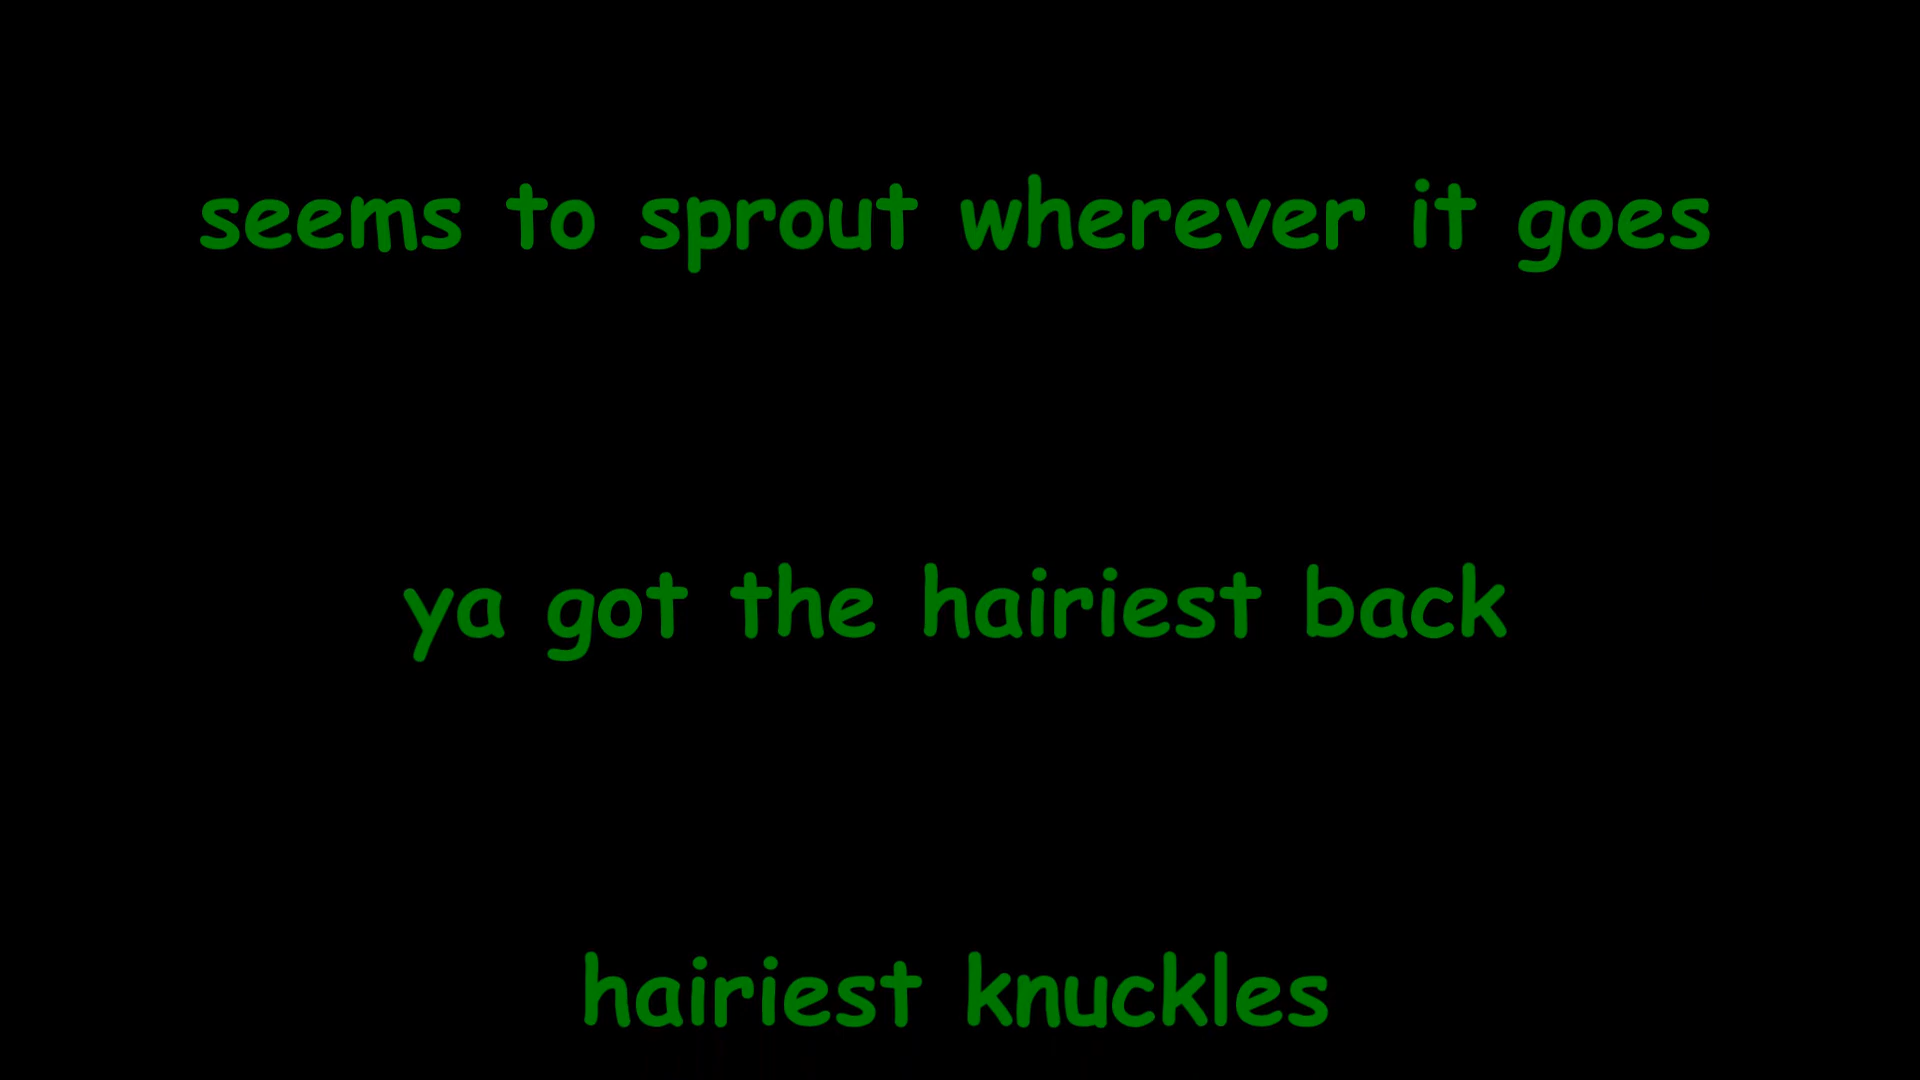 seems to sprout wherever it goes
ya got the hairiest back
hairiest knuckles